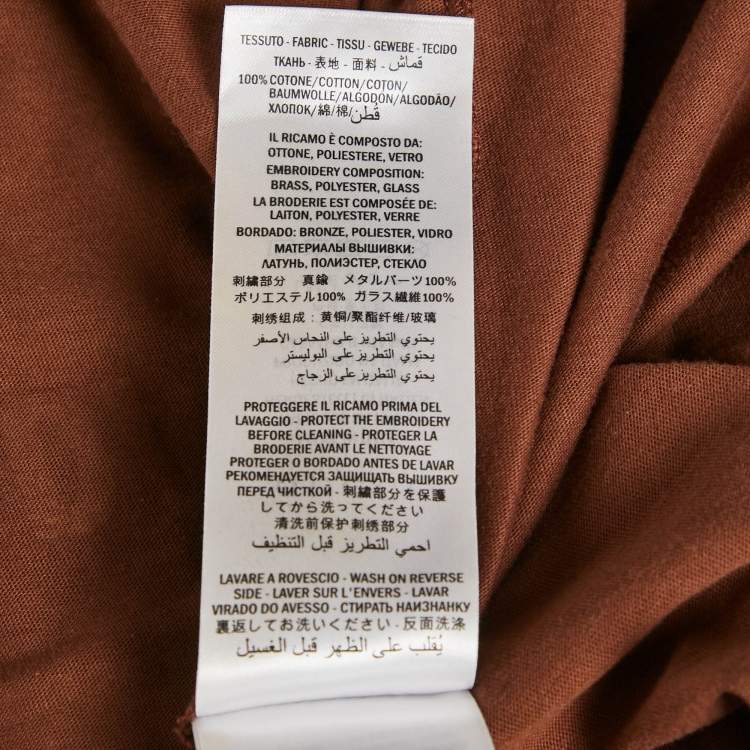 TESSUTO - FABRIC - TISSU - GEWEBE - TECIDO
ТКАНЬ - 表地 - 面料 - قماش
100% COTONE/COTTON/COTON/
BAUMWOLLE/ALGODON/ALGODÃO/
ХЛОПОК/綿/棉/قطن
IL RICAMO È COMPOSTO DA:
OTTONE, POLIESTERE, VETRO
EMBROIDERY COMPOSITION:
BRASS, POLYESTER, GLASS
LA BRODERIE EST COMPOSÉE DE:
LAITON, POLYESTER, VERRE
BORDADO: BRONZE, POLIESTER, VIDRO
МАТЕРИАЛЫ ВЫШИВКИ:
ЛАТУНЬ, ПОЛИЭСТЕР, СТЕКЛО
刺繍部分 真鍮 メタルパーツ100%
ポリエステル100% ガラス繊維100%
刺绣组成：黄铜/聚酯纤维/玻璃
يحتوي التطريز على النحاس الأصفر
يحتوي التطريز على البوليستر
يحتوي التطريز على الزجاج
PROTEGGERE IL RICAMO PRIMA DEL
LAVAGGIO - PROTECT THE EMBROIDERY
BEFORE CLEANING - PROTEGER LA
BRODERIE AVANT LE NETTOYAGE
PROTEGER O BORDADO ANTES DE LAVAR
РЕКОМЕНДУЕТСЯ ЗАЩИЩАТЬ ВЫШИВКУ
ПЕРЕД ЧИСТКОЙ - 刺繍部分を保護
してから洗ってください
清洗前保护刺绣部分
احمي التطريز قبل التنظيف
LAVARE A ROVESCIO - WASH ON REVERSE
SIDE - LAVER SUR L'ENVERS - LAVAR
VIRADO DO AVESSO - СТИРАТЬ НАИЗНАНКУ
裏返してお洗いください - 反面洗涤
يُقلب على الظهر قبل الغسيل